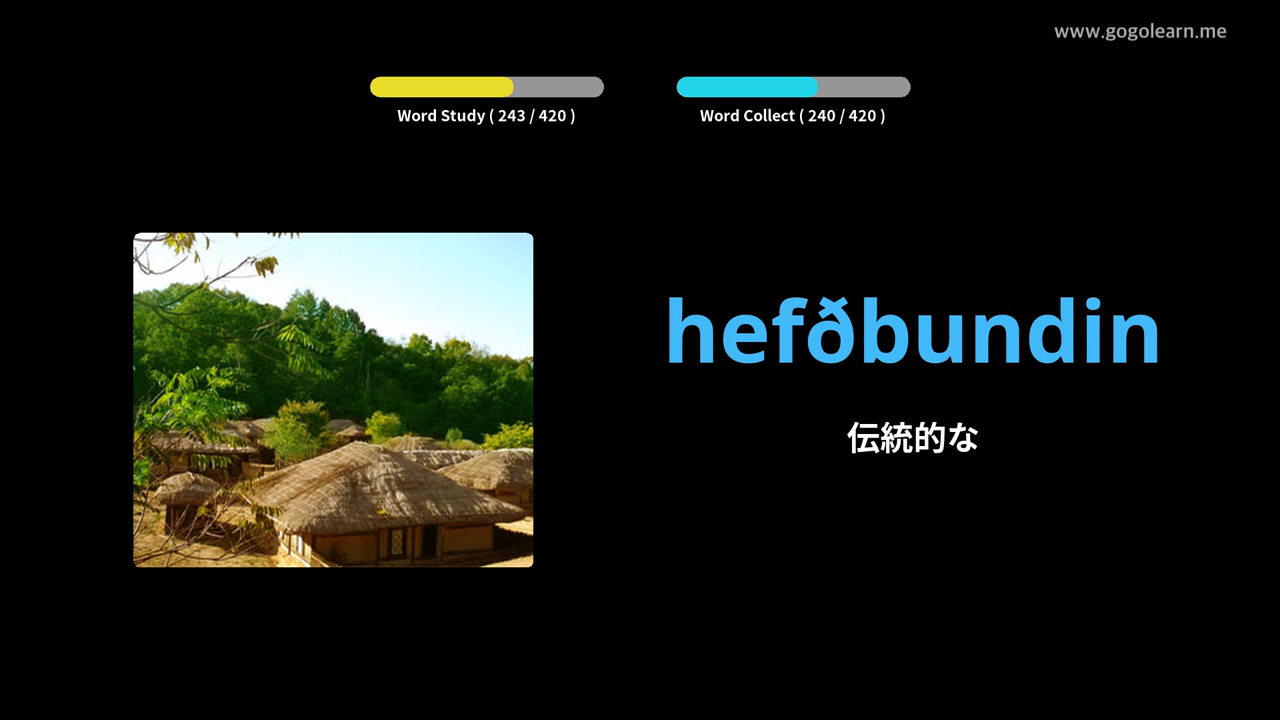 www.gogolearn.me
Word Study ( 243 / 420 )
Word Collect ( 240 / 420 )
hefðbundin
伝統的な